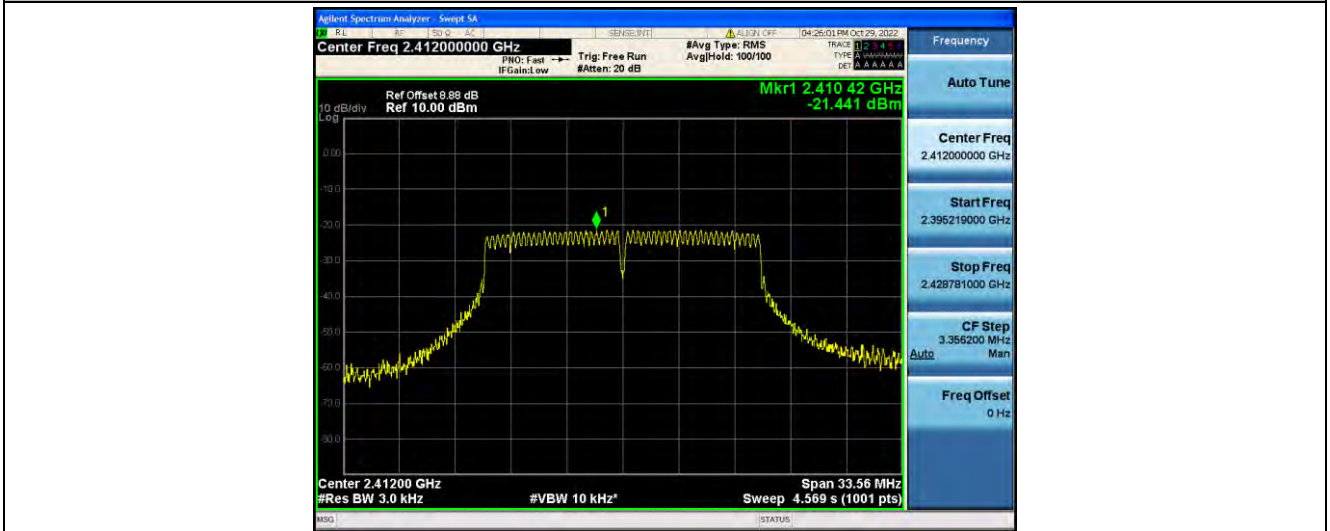 Agilent Spectrum Analyzer - Swept SA
RL RF 50 Ω AC SENSE:INT ALIGN OFF 04:26:01 PM Oct 29, 2022
Center Freq 2.412000000 GHz
PNO: Fast
IFGain:Low
Trig: Free Run
#Atten: 20 dB
#Avg Type: RMS
Avg|Hold: 100/100
TRACE 1 2 3 4 5 6
TYPE A
DET A A A A A A
Mkr1 2.410 42 GHz
-21.441 dBm
Ref Offset 8.88 dB
10 dB/div Ref 10.00 dBm
Log
0.00
-10.0
1
-20.0
-30.0
-40.0
-50.0
-60.0
-70.0
-80.0
Center 2.41200 GHz Span 33.56 MHz
#Res BW 3.0 kHz #VBW 10 kHz* Sweep 4.569 s (1001 pts)
MSG STATUS
Frequency
Auto Tune
Center Freq
2.412000000 GHz
Start Freq
2.395219000 GHz
Stop Freq
2.428781000 GHz
CF Step
3.356200 MHz
Auto Man
Freq Offset
0 Hz